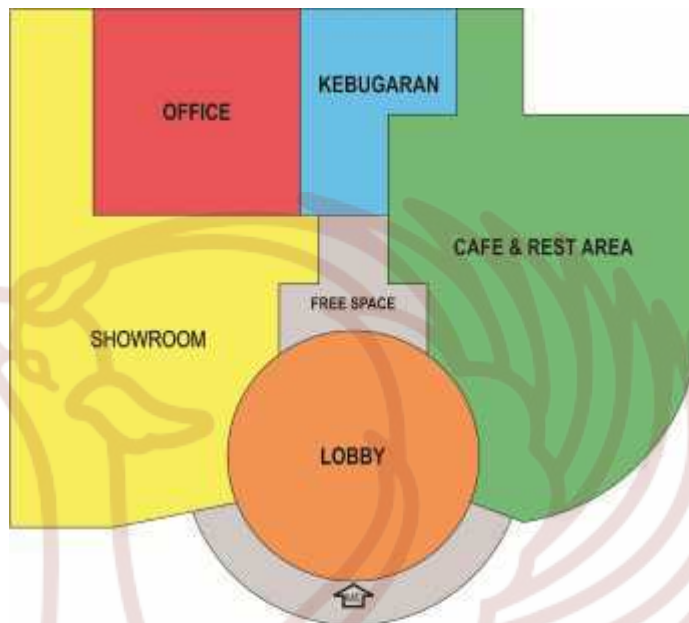 OFFICE
KEBUGARAN
CAFE & REST AREA
FREE SPACE
SHOWROOM
LOBBY